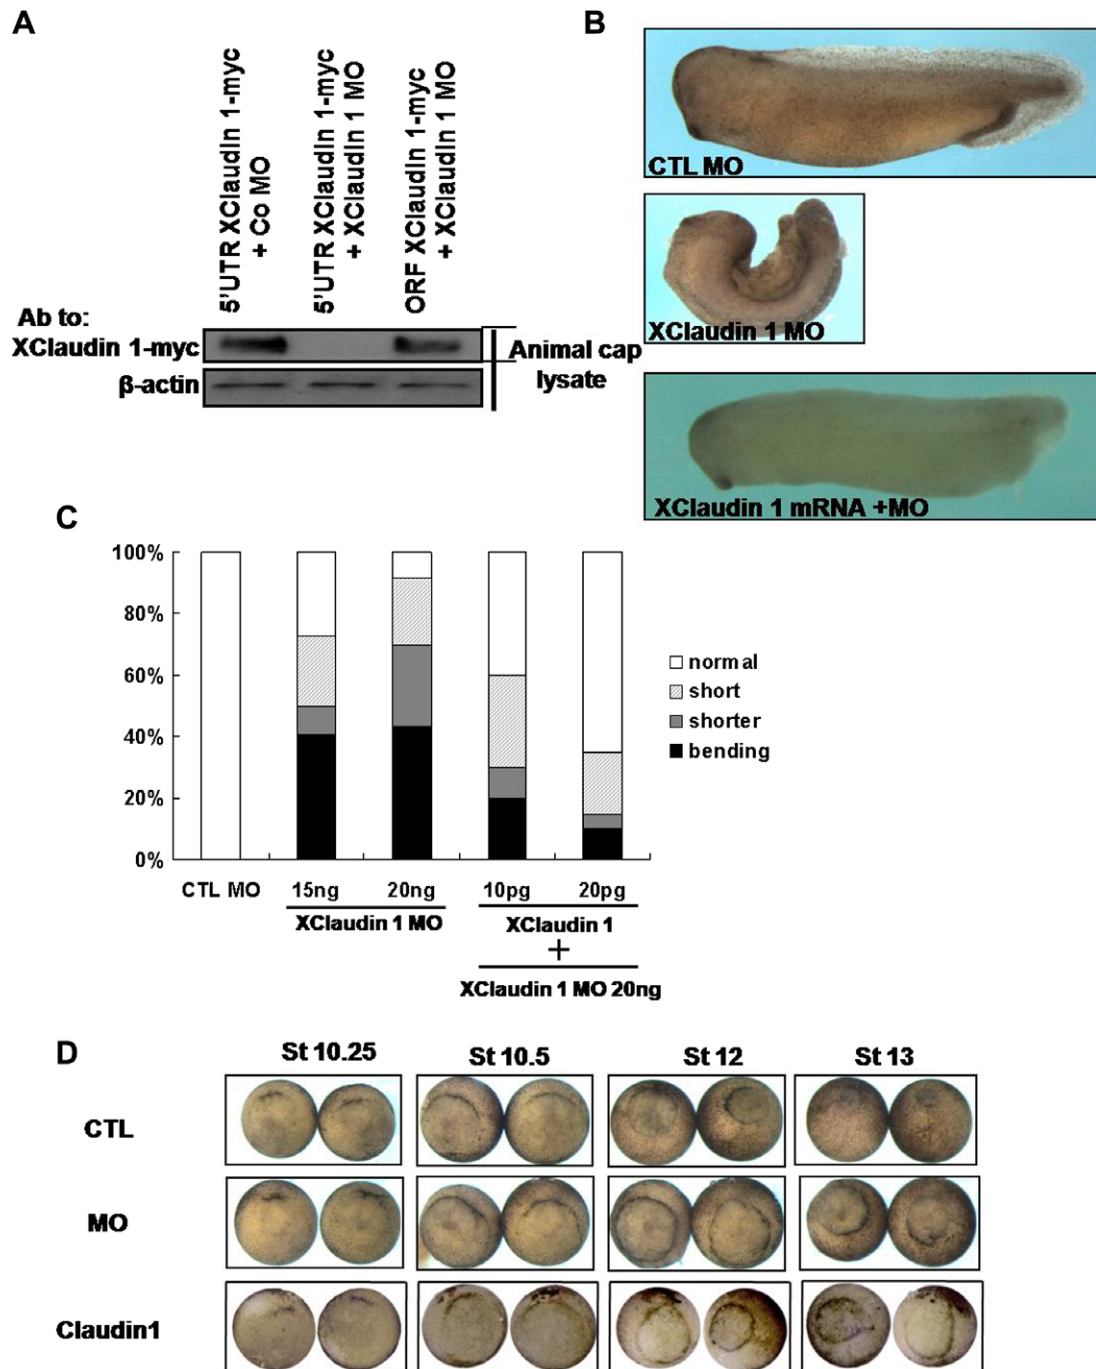 A
5'UTR XClaudin 1-myc
+ Co MO
5'UTR XClaudin 1-myc
+ XClaudin 1 MO
ORF XClaudin 1-myc
+ XClaudin 1 MO
Ab to:
XClaudin 1-myc
β-actin
Animal cap
lysate
B
CTL MO
XClaudin 1 MO
XClaudin 1 mRNA +MO
C
100%
80%
60%
40%
20%
0%
CTL MO
15ng
20ng
10pg
20pg
XClaudin 1 MO
XClaudin 1
+
XClaudin 1 MO 20ng
normal
short
shorter
bending
D
St 10.25
St 10.5
St 12
St 13
CTL
MO
Claudin1